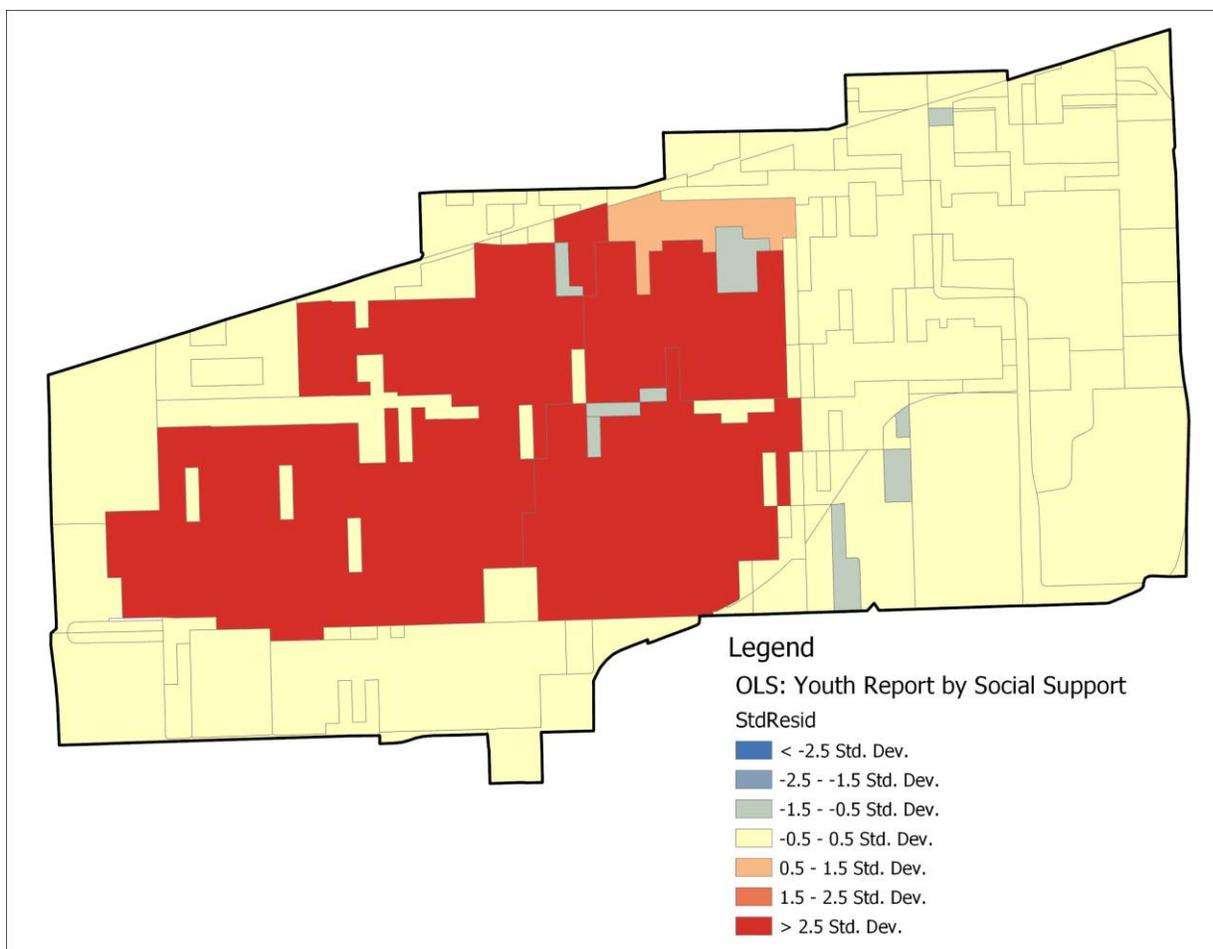 Legend
OLS: Youth Report by Social Support
StdResid
< -2.5 Std. Dev.
-2.5 - -1.5 Std. Dev.
-1.5 - -0.5 Std. Dev.
-0.5 - 0.5 Std. Dev.
0.5 - 1.5 Std. Dev.
1.5 - 2.5 Std. Dev.
> 2.5 Std. Dev.